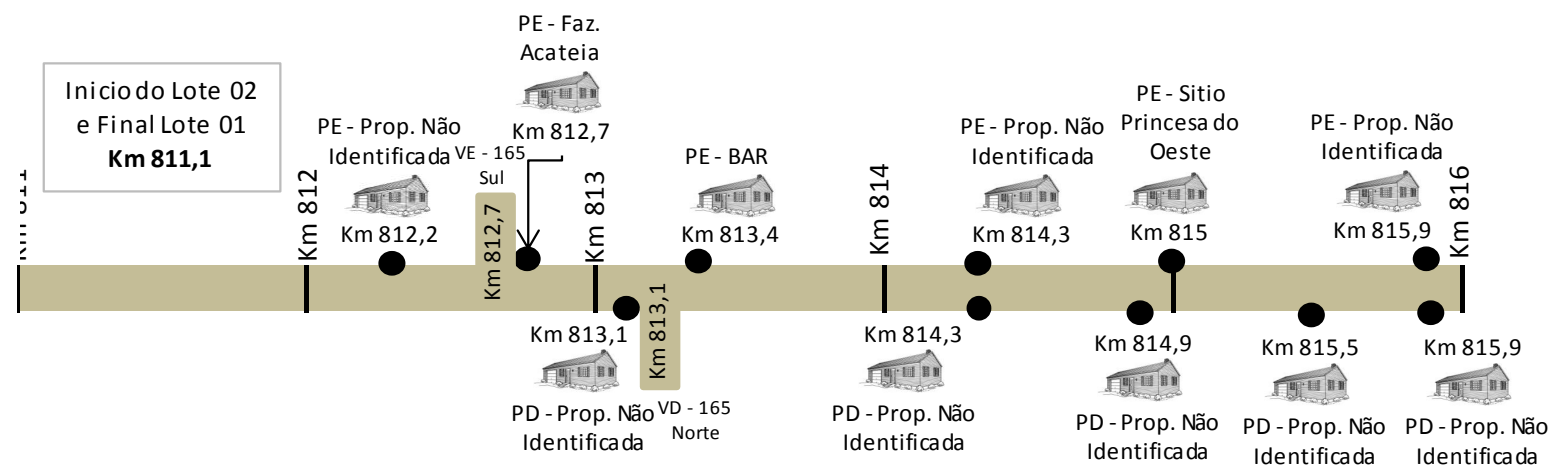 Inicio do Lote 02
e Final Lote 01
Km 811,1
PE - Prop. Não
Identificada
Km 812,2
VE - 165
Sul
Km 812,7
PE - Faz.
Acateia
Km 812,7
PE - BAR
Km 813,4
PE - Prop. Não
Identificada
Km 814,3
PE - Sitio
Princesa do
Oeste
Km 815
PE - Prop. Não
Identificada
Km 815,9
Km 811
Km 812
Km 813
Km 814
Km 816
Km 813,1
PD - Prop. Não
Identificada
Km 813,1
VD - 165
Norte
Km 814,3
PD - Prop. Não
Identificada
Km 814,9
PD - Prop. Não
Identificada
Km 815,5
PD - Prop. Não
Identificada
Km 815,9
PD - Prop. Não
Identificada